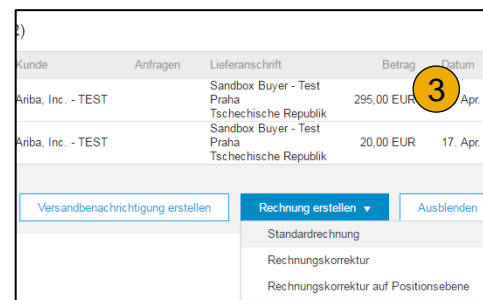 2)
Kunde Anfragen Lieferanschrift Betrag Datum
Ariba, Inc. - TEST Sandbox Buyer - Test Praha Tschechische Republik 295,00 EUR 3 Apr.
Ariba, Inc. - TEST Sandbox Buyer - Test Praha Tschechische Republik 20,00 EUR 17. Apr.
Versandbenachrichtigung erstellen Rechnung erstellen Ausblenden
Standardrechnung
Rechnungskorrektur
Rechnungskorrektur auf Positionsebene